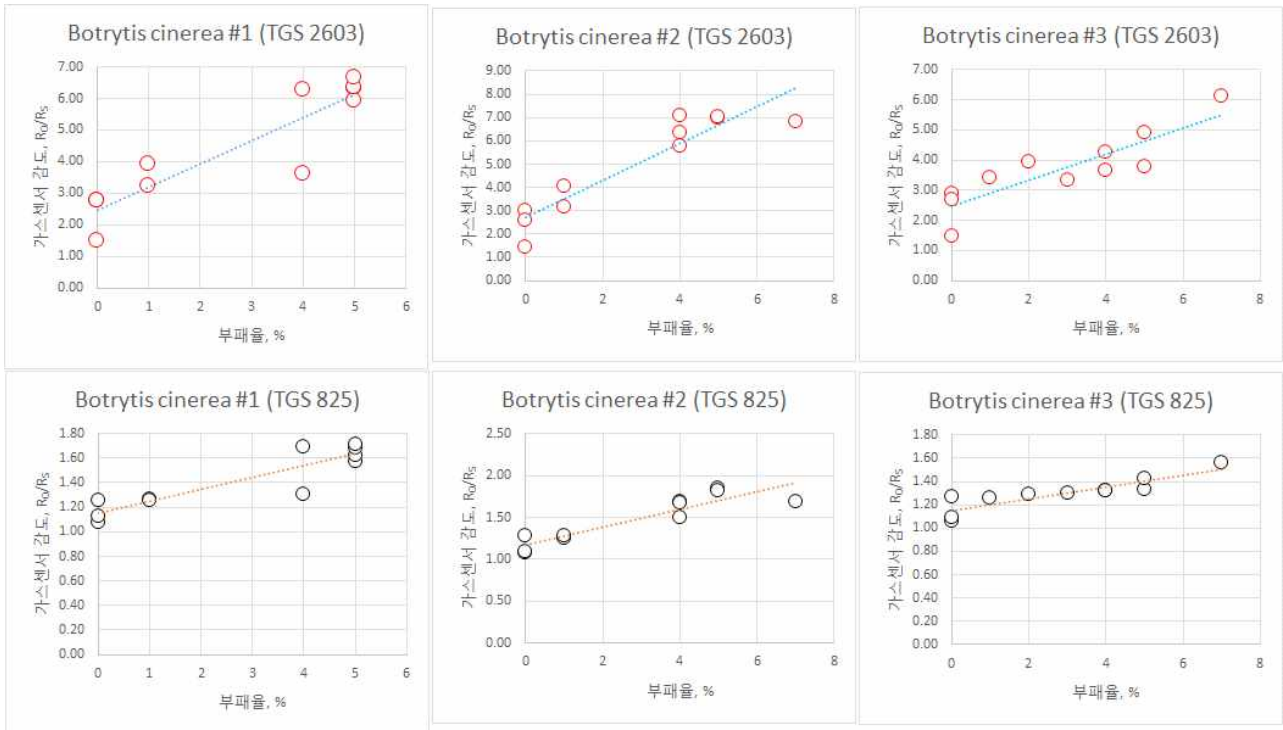 Botrytis cinerea #1 (TGS 2603)
가스센서 감도, R0/RS
7.00
6.00
5.00
4.00
3.00
2.00
1.00
0.00
0 1 2 3 4 5 6
부패율, %
Botrytis cinerea #2 (TGS 2603)
가스센서 감도, R0/RS
9.00
8.00
7.00
6.00
5.00
4.00
3.00
2.00
1.00
0.00
0 2 4 6 8
부패율, %
Botrytis cinerea #3 (TGS 2603)
가스센서 감도, R0/RS
7.00
6.00
5.00
4.00
3.00
2.00
1.00
0.00
0 2 4 6 8
부패율, %
Botrytis cinerea #1 (TGS 825)
가스센서 감도, R0/RS
1.80
1.60
1.40
1.20
1.00
0.80
0.60
0.40
0.20
0.00
0 1 2 3 4 5 6
부패율, %
Botrytis cinerea #2 (TGS 825)
가스센서 감도, R0/RS
2.50
2.00
1.50
1.00
0.50
0.00
0 2 4 6 8
부패율, %
Botrytis cinerea #3 (TGS 825)
가스센서 감도, R0/RS
1.80
1.60
1.40
1.20
1.00
0.80
0.60
0.40
0.20
0.00
0 2 4 6 8
부패율, %